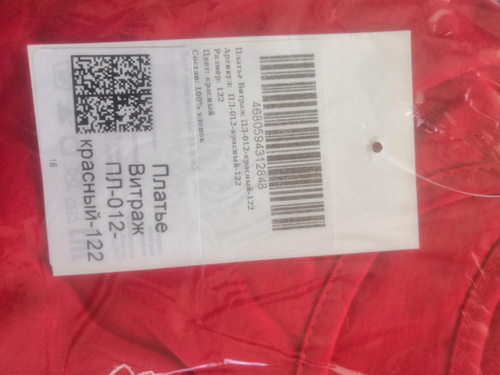 Платье Витраж ПЛ-012-красный-122
Артикул: ПЛ-012-красный-122
Размер: 122
Цвет: красный
Состав: 100% хлопок
4680594312848
Платье
Витраж
ПЛ-012-
красный-122
16